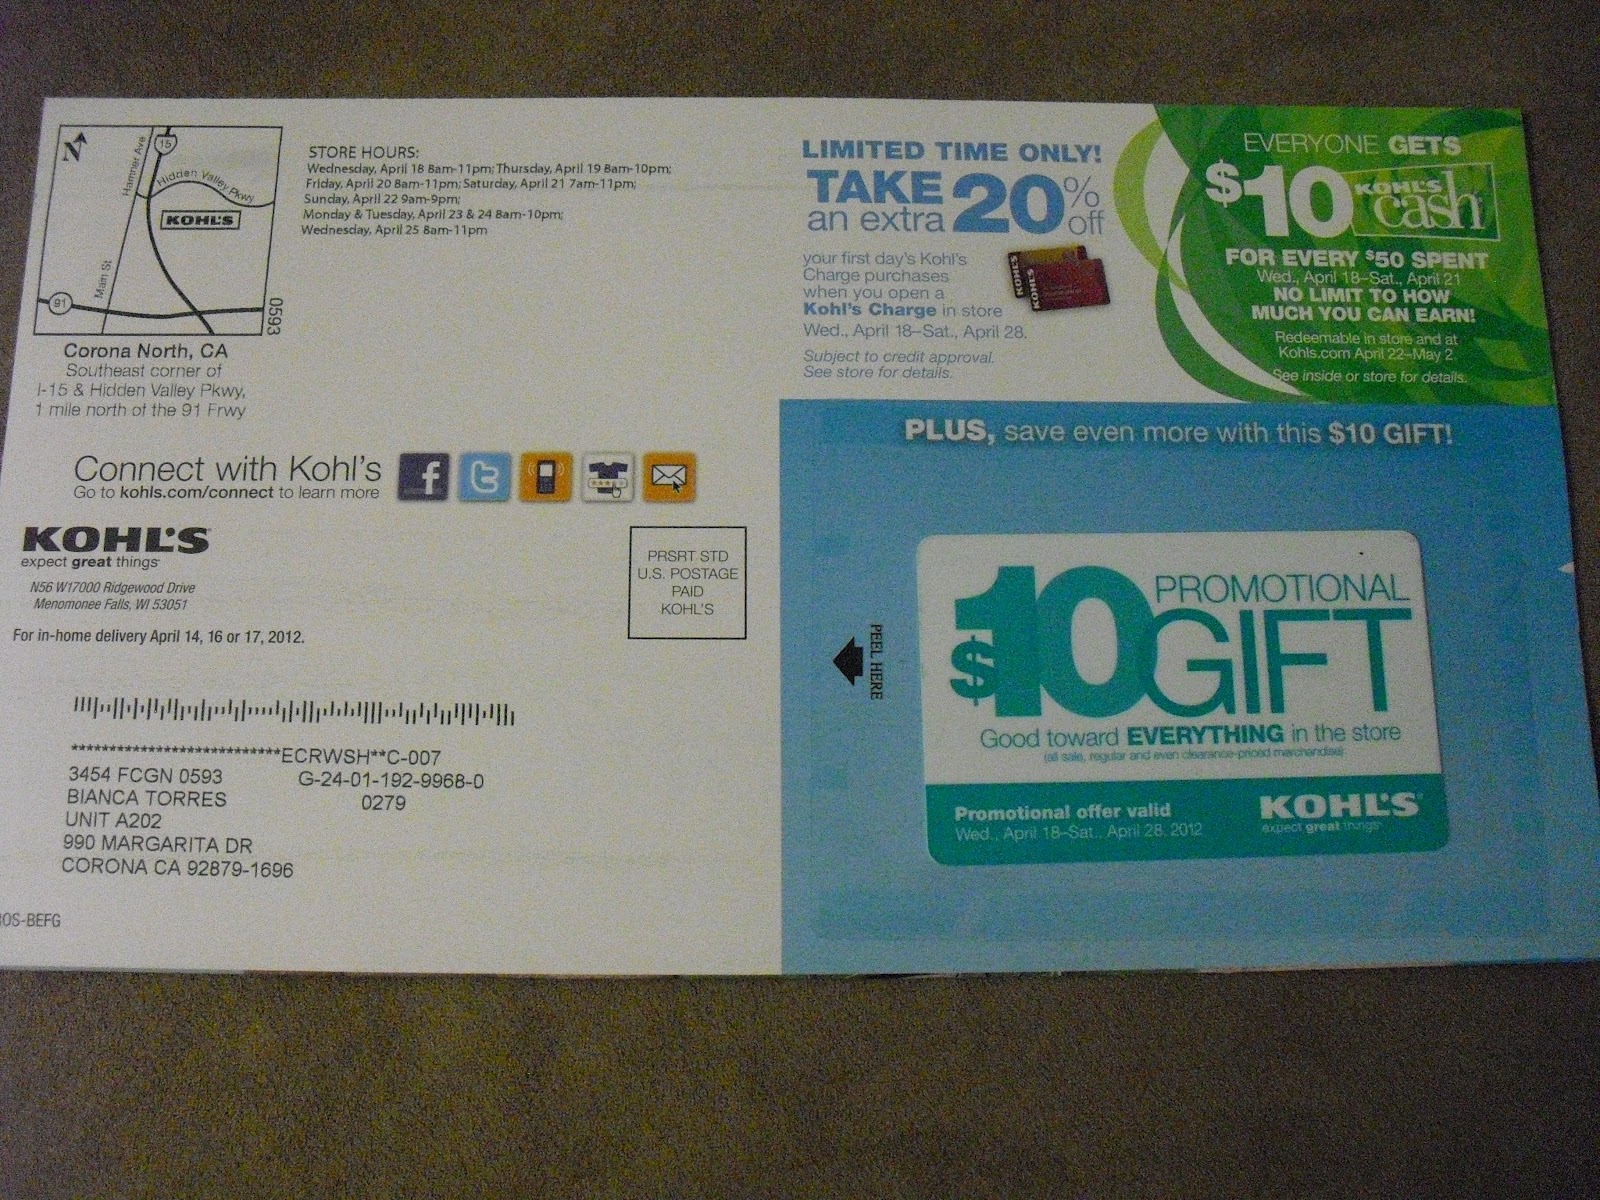 N
Hamner Ave
15
Hidden Valley Pkwy
KOHL'S
Main St
91
0593
Corona North, CA
Southeast corner of
I-15 & Hidden Valley Pkwy,
1 mile north of the 91 Frwy
STORE HOURS:
Wednesday, April 18 8am-11pm; Thursday, April 19 8am-10pm;
Friday, April 20 8am-11pm; Saturday, April 21 7am-11pm;
Sunday, April 22 9am-9pm;
Monday & Tuesday, April 23 & 24 8am-10pm;
Wednesday, April 25 8am-11pm
Connect with Kohl's
Go to kohls.com/connect to learn more
KOHL'S
expect great things
N56 W17000 Ridgewood Drive
Menomonee Falls, WI 53051
For in-home delivery April 14, 16 or 17, 2012.
PRSRT STD
U.S. POSTAGE
PAID
KOHL'S
***************************ECRWSH**C-007
3454 FCGN 0593 G-24-01-192-9968-0
BIANCA TORRES 0279
UNIT A202
990 MARGARITA DR
CORONA CA 92879-1696
OS-BEFG
LIMITED TIME ONLY!
TAKE
an extra 20% off
your first day's Kohl's
Charge purchases
when you open a
Kohl's Charge in store
Wed., April 18–Sat., April 28.
Subject to credit approval.
See store for details.
KOHL'S
KOHL'S
EVERYONE GETS
$10 KOHL'S cash
FOR EVERY $50 SPENT
Wed., April 18–Sat., April 21
NO LIMIT TO HOW
MUCH YOU CAN EARN!
Redeemable in store and at
Kohls.com April 22–May 2.
See inside or store for details.
PLUS, save even more with this $10 GIFT!
PEEL HERE
$10 PROMOTIONAL
GIFT
Good toward EVERYTHING in the store
(all sale, regular and even clearance-priced merchandise)
Promotional offer valid
Wed., April 18–Sat., April 28, 2012
KOHL'S
expect great things